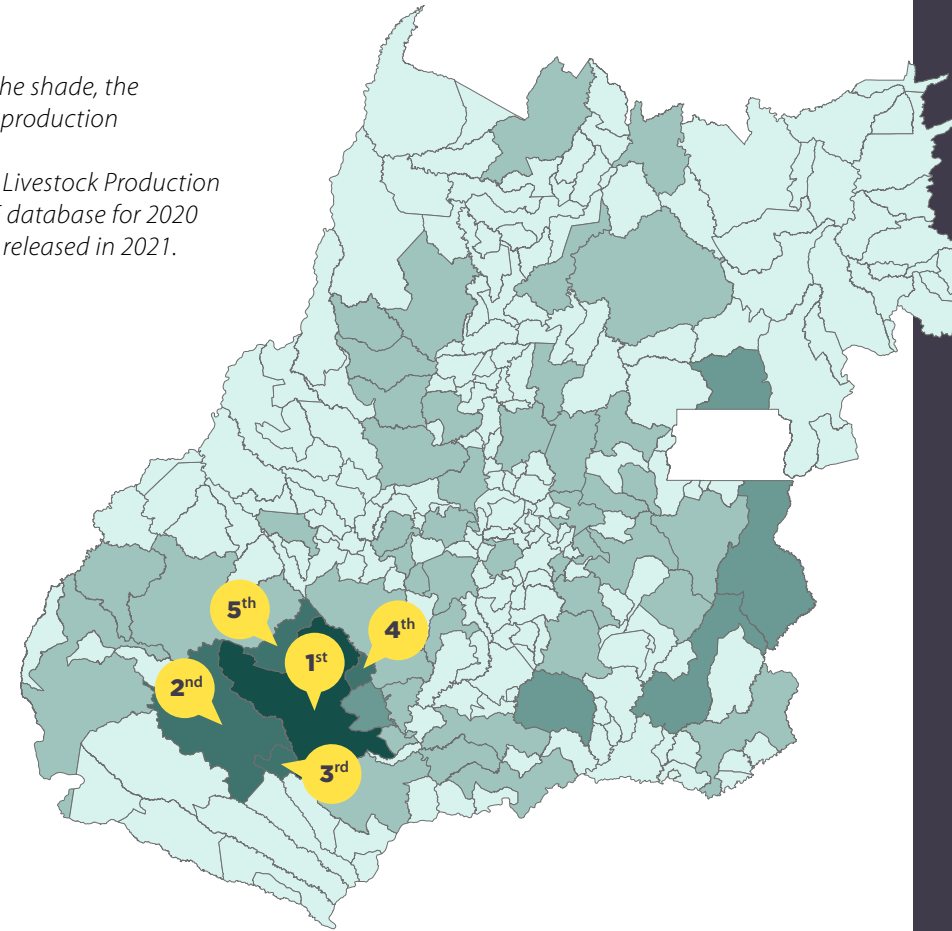 he shade, the
production
Livestock Production
database for 2020
released in 2021.
5th
4th
1st
2nd
3rd